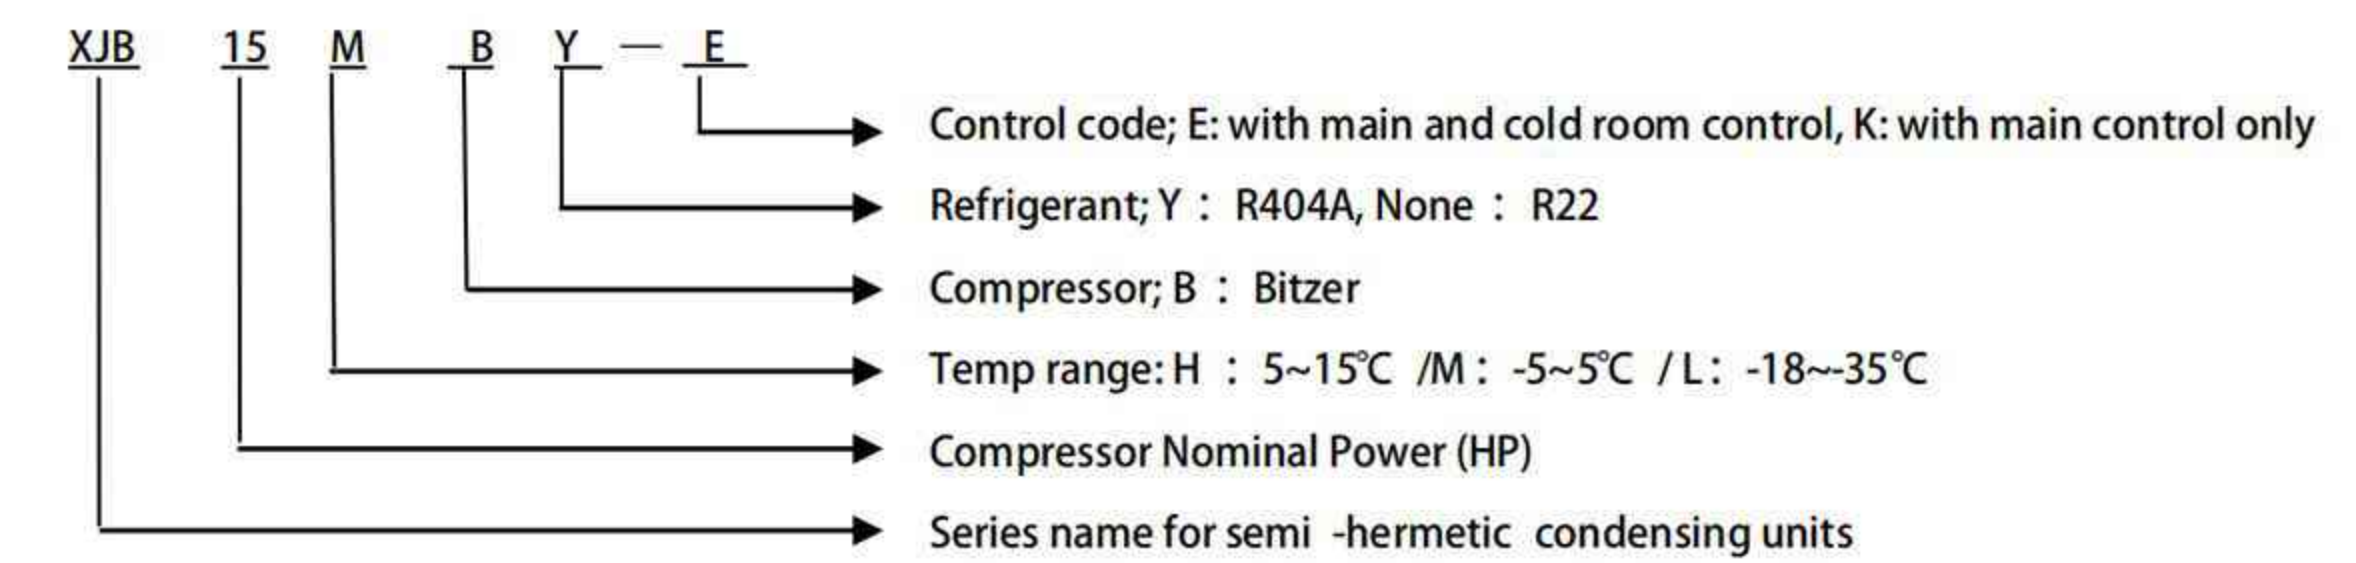 XJB 15 M B Y — E
Control code; E: with main and cold room control, K: with main control only
Refrigerant; Y : R404A, None : R22
Compressor; B : Bitzer
Temp range: H : 5~15℃ /M : -5~5℃ / L : -18~-35℃
Compressor Nominal Power (HP)
Series name for semi -hermetic condensing units